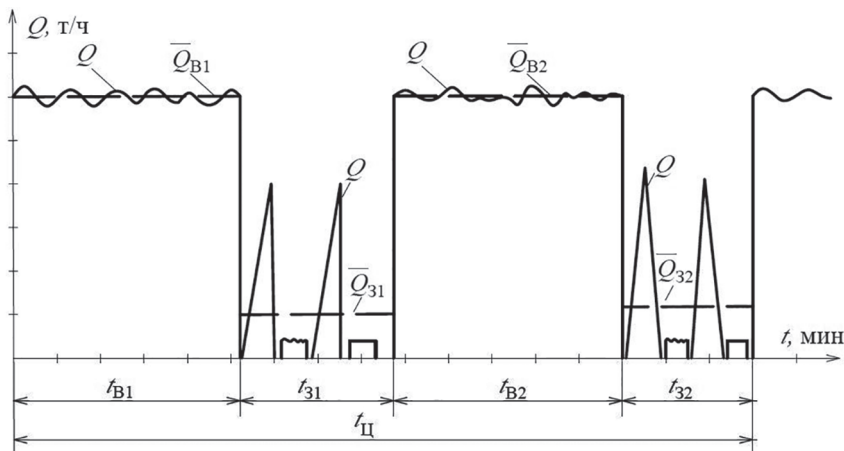 Q, т/ч
Q
Q̅В1
Q
Q̅В2
Q
Q
Q̅З1
Q̅З2
t, мин
tВ1
tЗ1
tВ2
tЗ2
tЦ